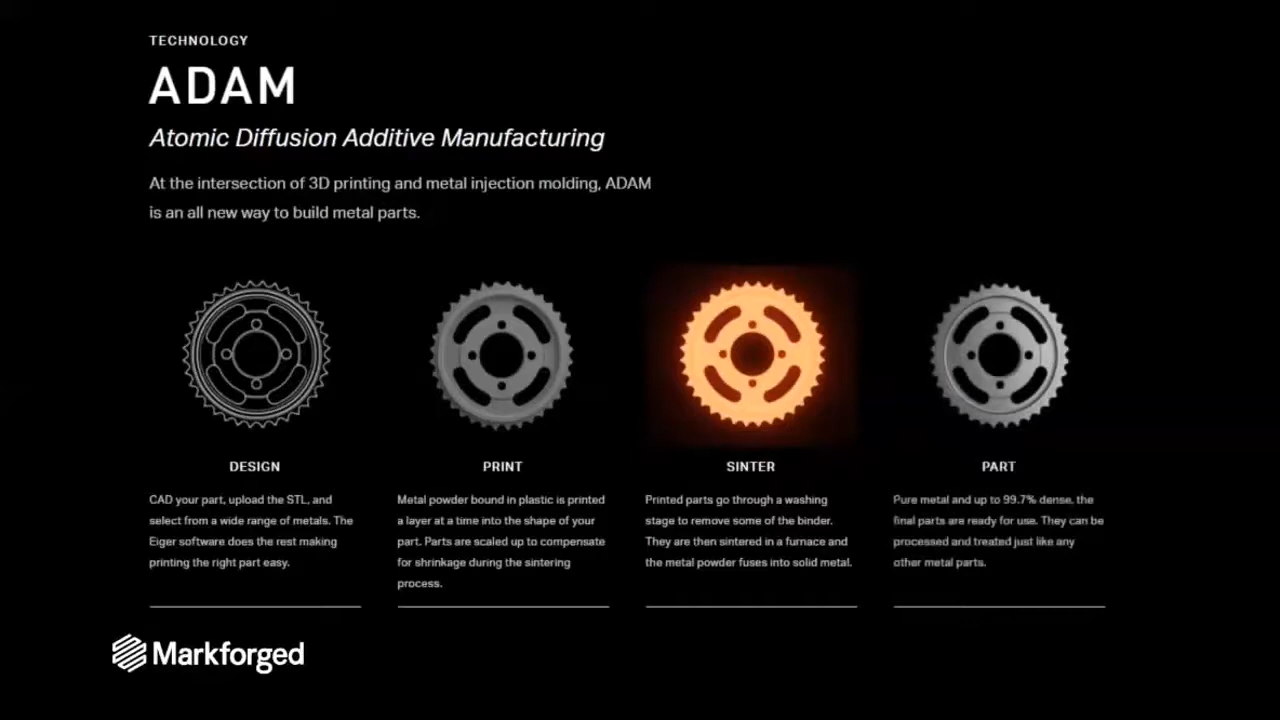 TECHNOLOGY
ADAM
Atomic Diffusion Additive Manufacturing
At the intersection of 3D printing and metal injection molding, ADAM
is an all new way to build metal parts.
DESIGN
CAD your part, upload the STL, and
select from a wide range of metals. The
Eiger software does the rest making
printing the right part easy.
PRINT
Metal powder bound in plastic is printed
a layer at a time into the shape of your
part. Parts are scaled up to compensate
for shrinkage during the sintering
process.
SINTER
Printed parts go through a washing
stage to remove some of the binder.
They are then sintered in a furnace and
the metal powder fuses into solid metal.
PART
Pure metal and up to 99.7% dense, the
final parts are ready for use. They can be
processed and treated just like any
other metal parts.
Markforged